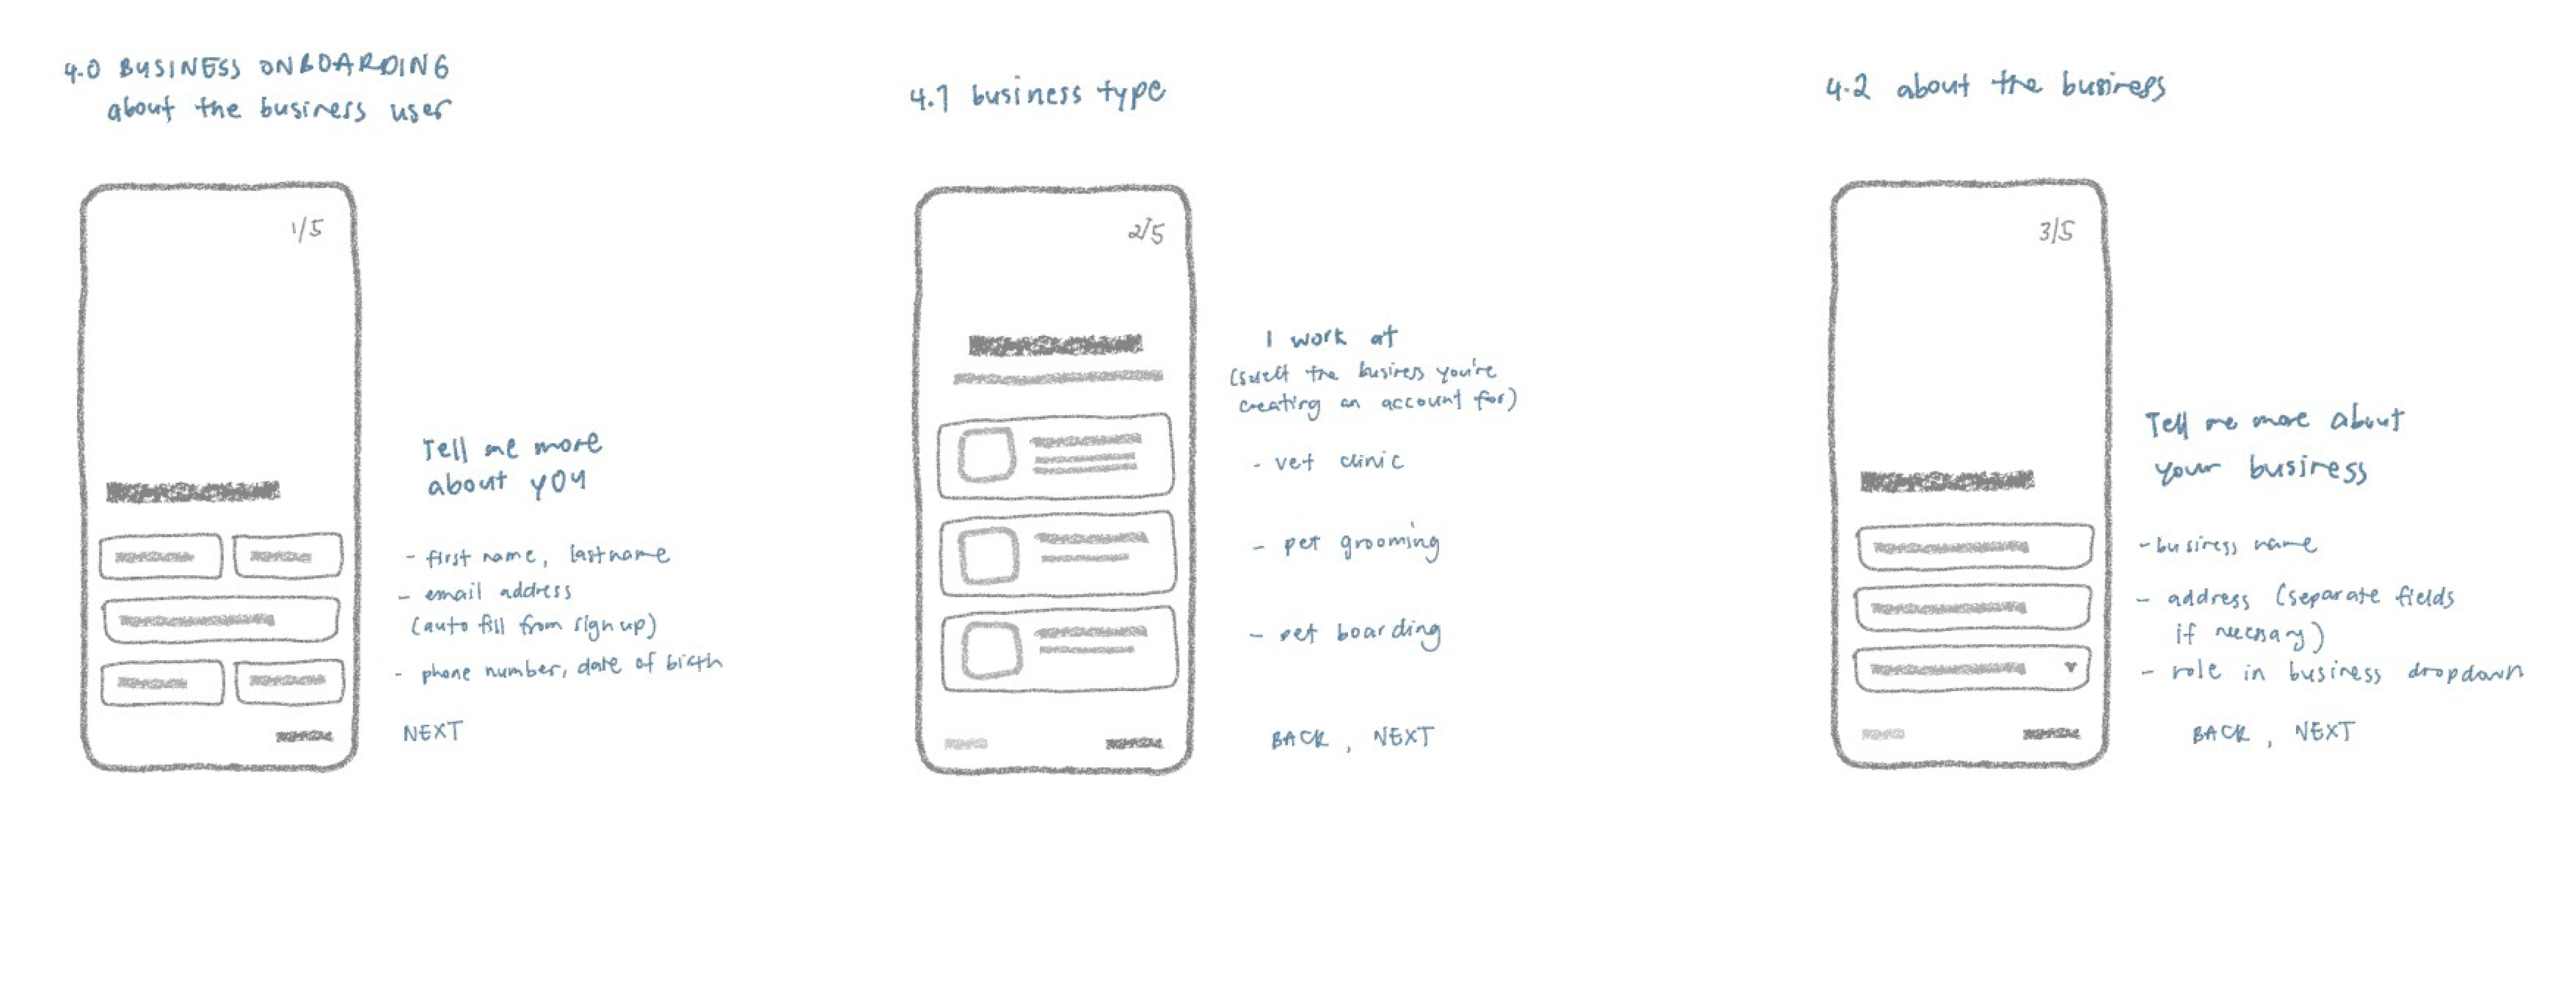 4.0 BUSINESS ONBOARDING
about the business user
1/5
Tell me more
about you
- first name, last name
- email address
(auto fill from sign up)
- phone number, date of birth
NEXT
4.1 business type
2/5
I work at
(select the business you're
creating an account for)
- vet clinic
- pet grooming
- pet boarding
BACK, NEXT
4.2 about the business
3/5
Tell me more about
your business
- business name
- address (separate fields
if necessary)
- role in business dropdown
BACK, NEXT